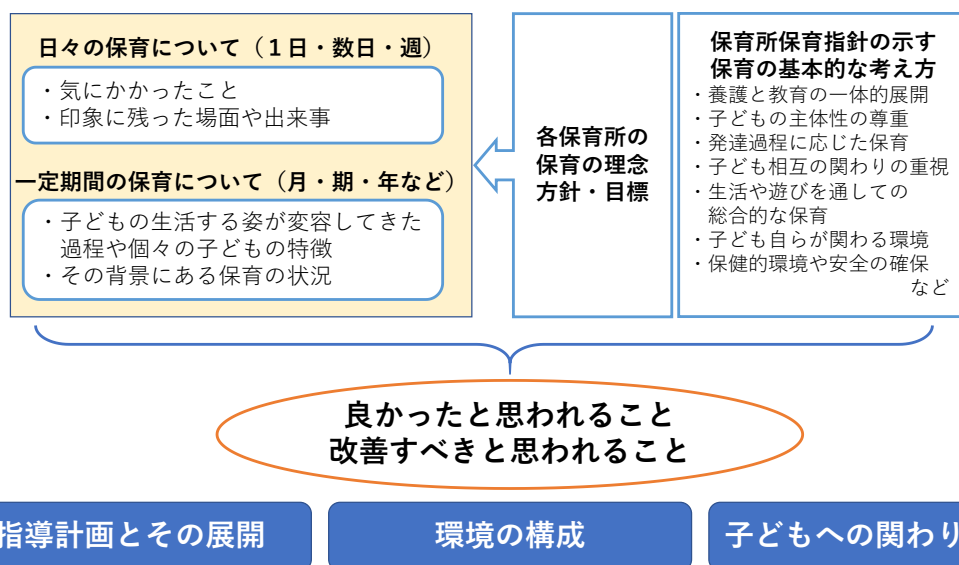 日々の保育について（１日・数日・週）
・気にかかったこと
・印象に残った場面や出来事
一定期間の保育について（月・期・年など）
・子どもの生活する姿が変容してきた
過程や個々の子どもの特徴
・その背景にある保育の状況
各保育所の
保育の理念
方針・目標
保育所保育指針の示す
保育の基本的な考え方
・養護と教育の一体的展開
・子どもの主体性の尊重
・発達過程に応じた保育
・子ども相互の関わりの重視
・生活や遊びを通しての
総合的な保育
・子ども自らが関わる環境
・保健的環境や安全の確保
など
良かったと思われること
改善すべきと思われること
指導計画とその展開
環境の構成
子どもへの関わり